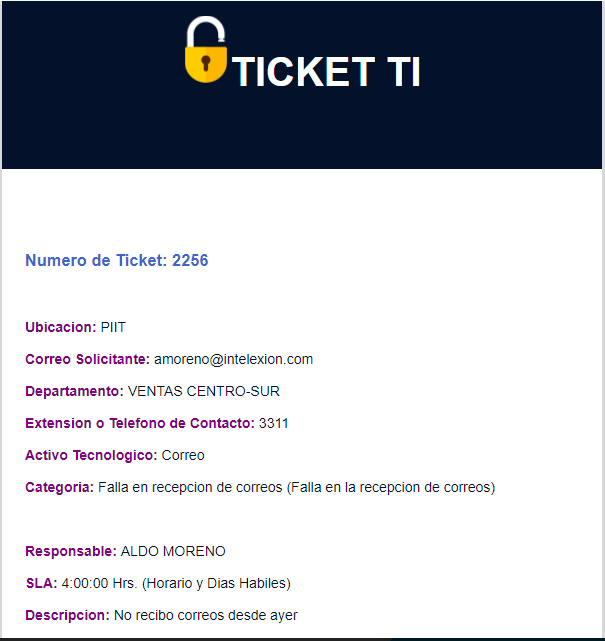 TICKET TI
Numero de Ticket: 2256
Ubicacion: PIIT
Correo Solicitante: amoreno@intelexion.com
Departamento: VENTAS CENTRO-SUR
Extension o Telefono de Contacto: 3311
Activo Tecnologico: Correo
Categoria: Falla en recepcion de correos (Falla en la recepcion de correos)
Responsable: ALDO MORENO
SLA: 4:00:00 Hrs. (Horario y Dias Habiles)
Descripcion: No recibo correos desde ayer